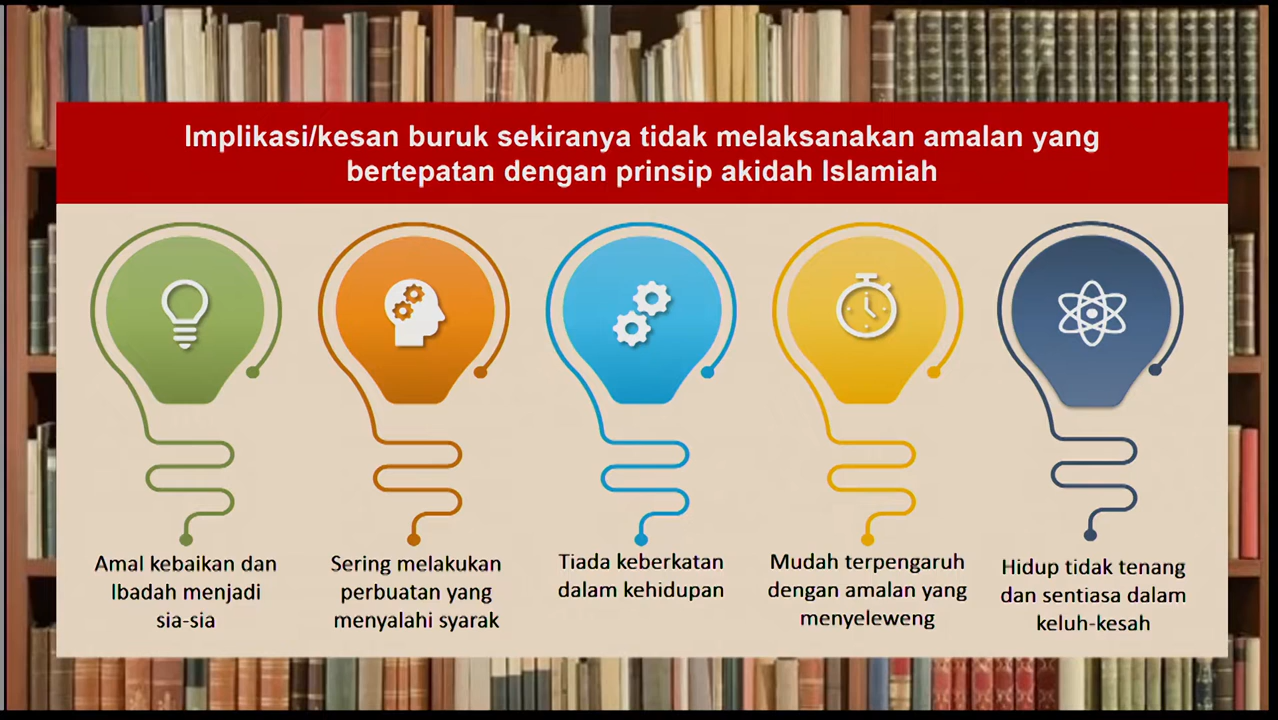 Implikasi/kesan buruk sekiranya tidak melaksanakan amalan yang
bertepatan dengan prinsip akidah Islamiah
Amal kebaikan dan
Ibadah menjadi
sia-sia
Sering melakukan
perbuatan yang
menyalahi syarak
Tiada keberkatan
dalam kehidupan
Mudah terpengaruh
dengan amalan yang
menyeleweng
Hidup tidak tenang
dan sentiasa dalam
keluh-kesah